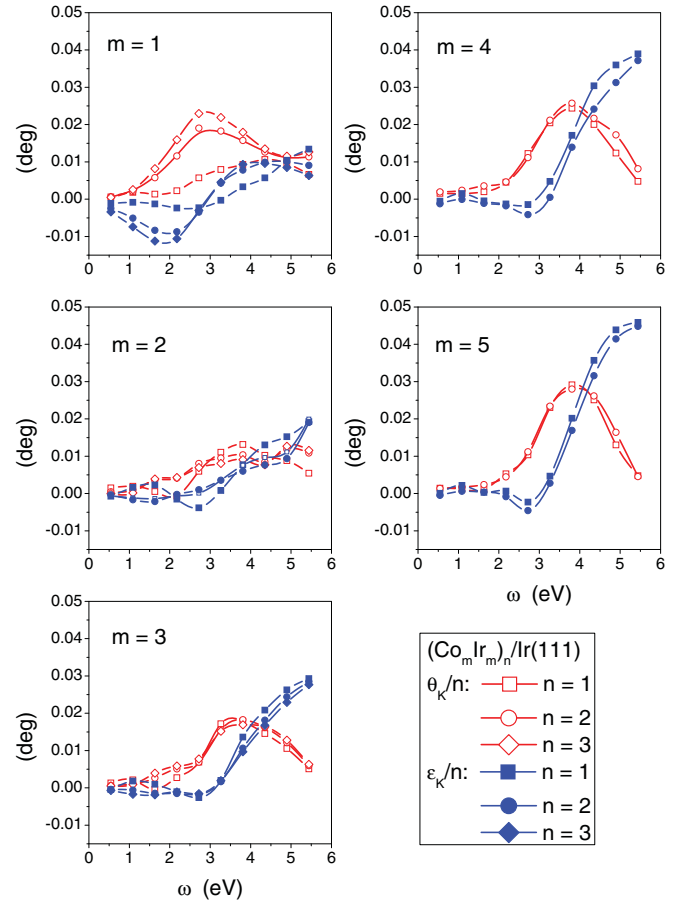 0.05
0.04
0.03
0.02
0.01
0.00
-0.01
(deg)
m = 1
0 1 2 3 4 5 6
0.05
0.04
0.03
0.02
0.01
0.00
-0.01
(deg)
m = 4
0 1 2 3 4 5 6
0.05
0.04
0.03
0.02
0.01
0.00
-0.01
(deg)
m = 2
0 1 2 3 4 5 6
0.05
0.04
0.03
0.02
0.01
0.00
-0.01
(deg)
m = 5
0 1 2 3 4 5 6
ω (eV)
0.05
0.04
0.03
0.02
0.01
0.00
-0.01
(deg)
m = 3
0 1 2 3 4 5 6
ω (eV)
(Co_m Ir_m)_n/Ir(111)
θ_K/n: n = 1
n = 2
n = 3
ε_K/n: n = 1
n = 2
n = 3